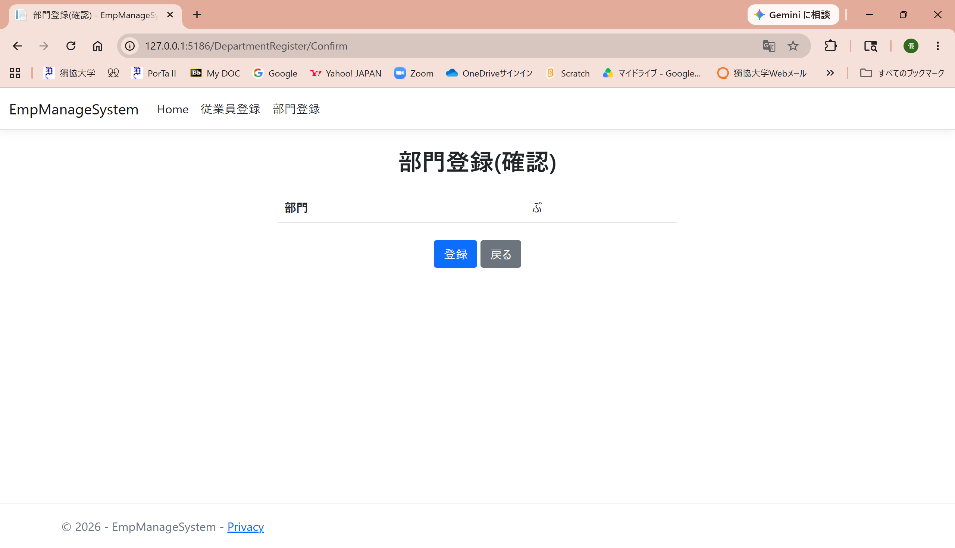 部門登録(確認) - EmpManageSy
Gemini に相談
127.0.0.1:5186/DepartmentRegister/Confirm
獨協大学 PorTaⅡ Bb My DOC Google Yahoo! JAPAN Zoom OneDriveサインイン Scratch マイドライブ - Google... 獨協大学Webメール すべてのブックマーク
EmpManageSystem Home 従業員登録 部門登録
部門登録(確認)
部門 ぶ
登録 戻る
© 2026 - EmpManageSystem - Privacy